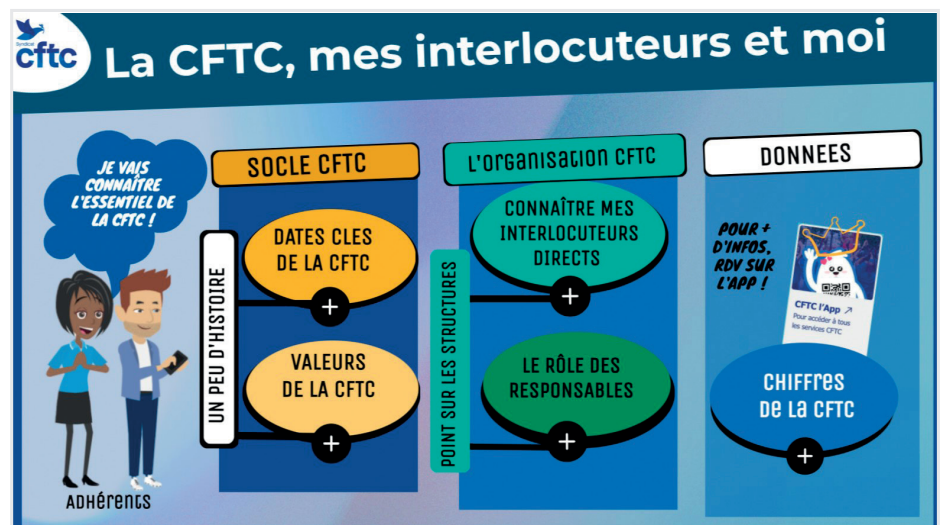 Syndicat
cftc
La CFTC, mes interlocuteurs et moi
JE VAIS
CONNAÎTRE
L'ESSENTIEL DE
LA CFTC !
ADHérents
SOCLE CFTC
UN PEU D'HISTOIRE
DATES CLES
DE LA CFTC
+
VALEURS
DE LA CFTC
+
L'organisation CFTC
POINT SUR LES STRUCTURES
CONNAÎTRE MES
INTERLOCUTEURS
DIRECTS
+
LE RÔLE DES
RESPONSABLES
+
DONNEES
POUR +
D'INFOS,
RDV SUR
L'APP !
CFTC l'App ↗
Pour accéder à tous
les services CFTC
CHIFFres
De La CFTC
+